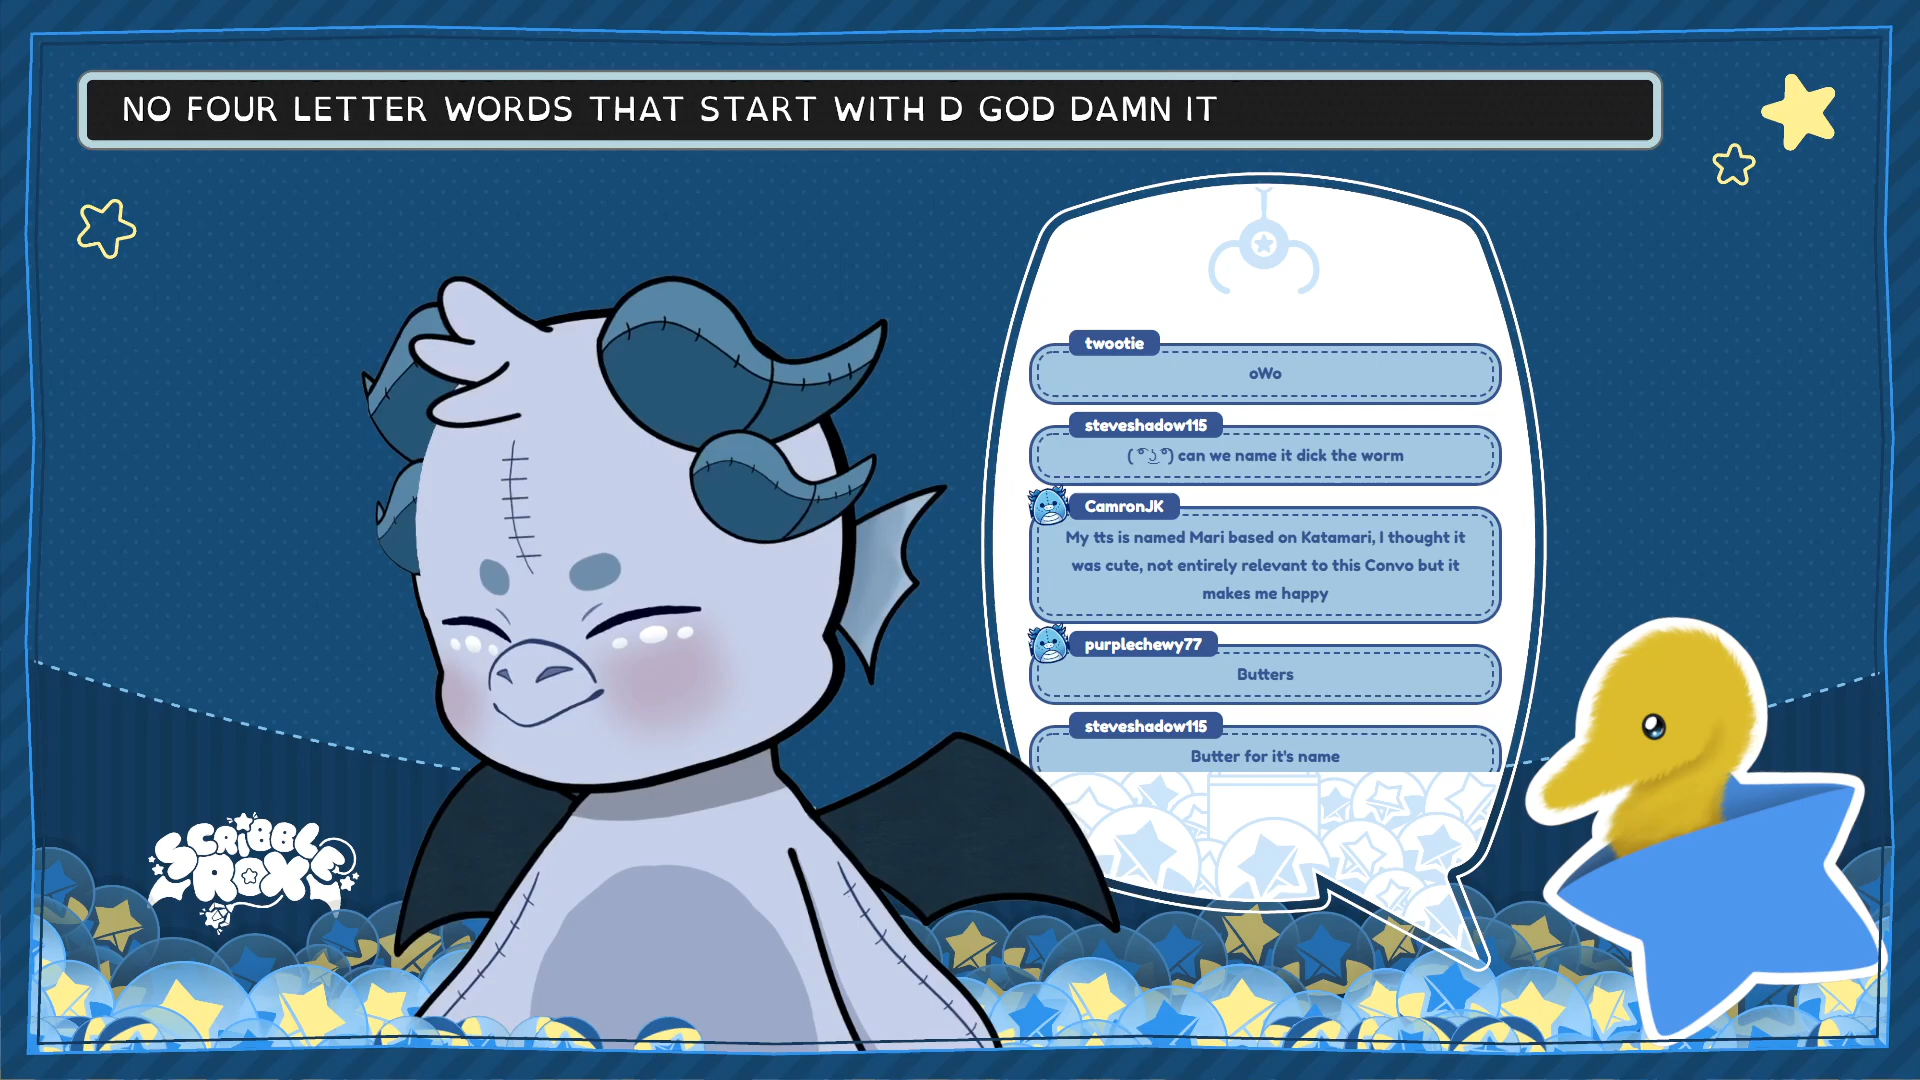 NO FOUR LETTER WORDS THAT START WITH D GOD DAMN IT
twootie
oWo
steveshadow115
( ͡° ͜ʖ ͡°) can we name it dick the worm
CamronJK
My tts is named Mari based on Katamari, I thought it
was cute, not entirely relevant to this Convo but it
makes me happy
purplechewy77
Butters
steveshadow115
Butter for it's name
SCRIBBLE
ROX